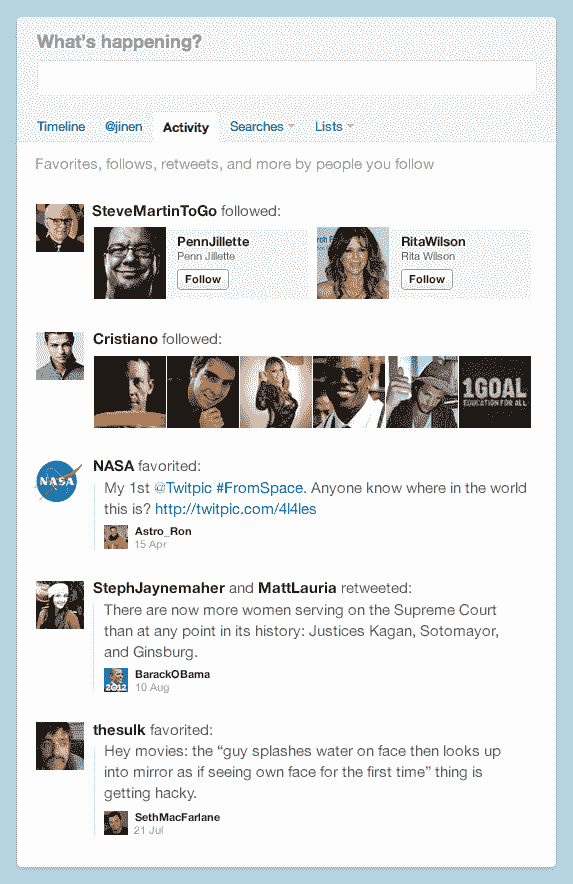 What's happening?
Timeline @jinen Activity Searches Lists
Favorites, follows, retweets, and more by people you follow
SteveMartinToGo followed:
PennJillette
Penn Jillette
Follow
RitaWilson
Rita Wilson
Follow
Cristiano followed:
1GOAL
EDUCATION FOR ALL
NASA favorited:
NASA
My 1st @Twitpic #FromSpace. Anyone know where in the world
this is? http://twitpic.com/4l4les
Astro_Ron
15 Apr
StephJaynemaher and MattLauria retweeted:
There are now more women serving on the Supreme Court
than at any point in its history: Justices Kagan, Sotomayor,
and Ginsburg.
2012
BarackOBama
10 Aug
thesulk favorited:
Hey movies: the “guy splashes water on face then looks up
into mirror as if seeing own face for the first time” thing is
getting hacky.
SethMacFarlane
21 Jul